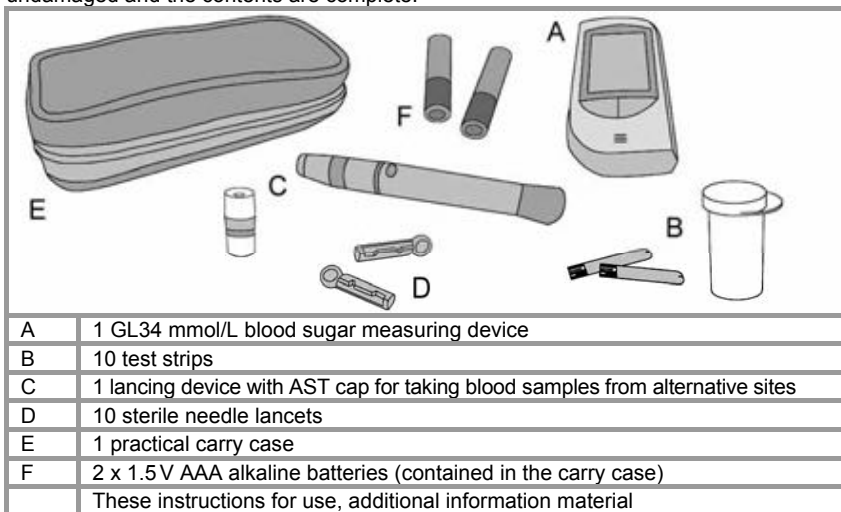 undamaged and the contents are complete.
A
F
E
C
B
D
A 1 GL34 mmol/L blood sugar measuring device
B 10 test strips
C 1 lancing device with AST cap for taking blood samples from alternative sites
D 10 sterile needle lancets
E 1 practical carry case
F 2 x 1.5 V AAA alkaline batteries (contained in the carry case)
These instructions for use, additional information material